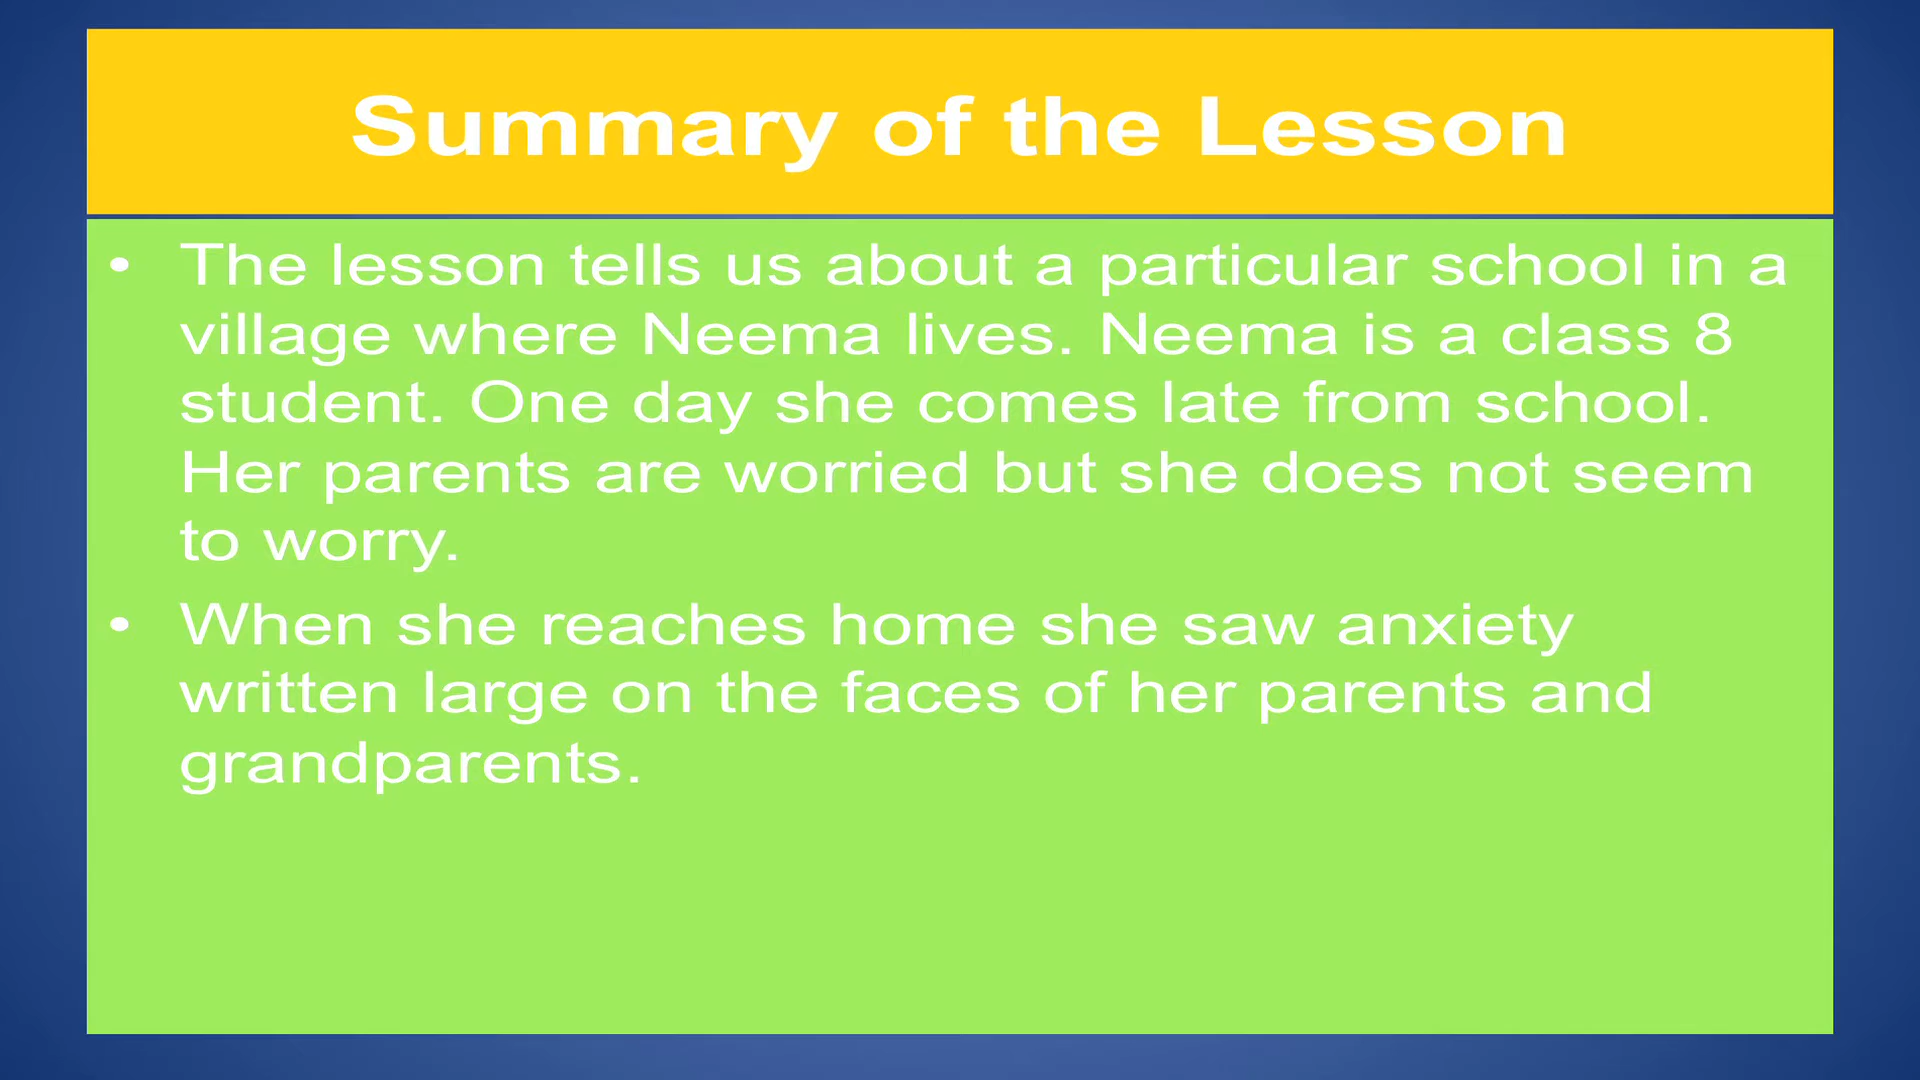 Summary of the Lesson
• The lesson tells us about a particular school in a
village where Neema lives. Neema is a class 8
student. One day she comes late from school.
Her parents are worried but she does not seem
to worry.
• When she reaches home she saw anxiety
written large on the faces of her parents and
grandparents.